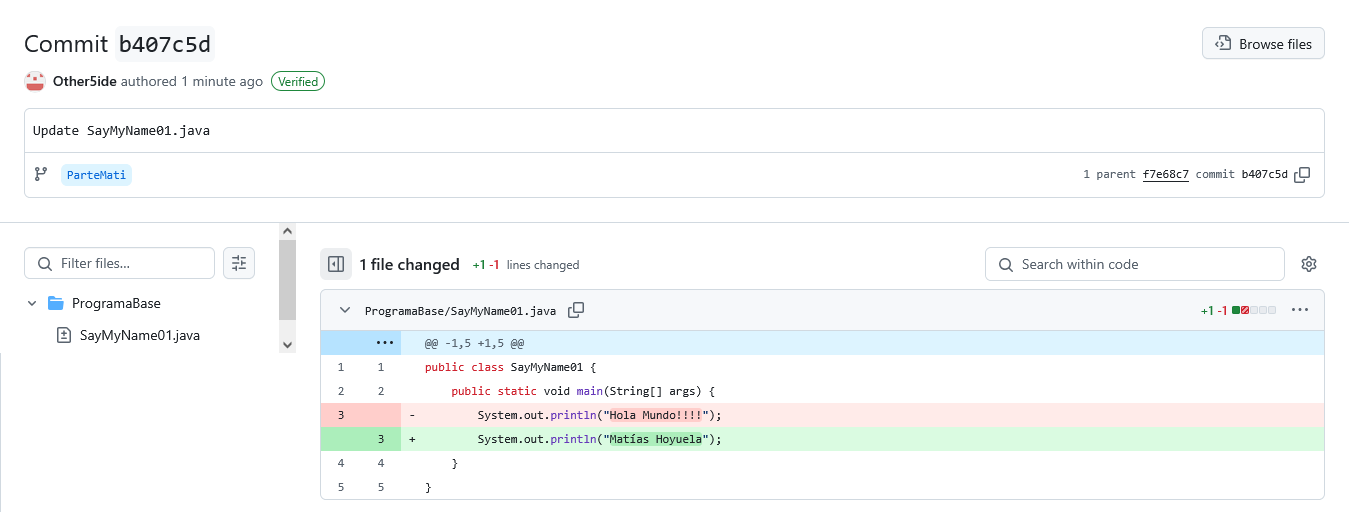 Commit b407c5d
Browse files
Other5ide authored 1 minute ago Verified
Update SayMyName01.java
ParteMati
1 parent f7e68c7 commit b407c5d
Filter files...
ProgramaBase
SayMyName01.java
1 file changed +1 -1 lines changed
Search within code
ProgramaBase/SayMyName01.java +1 -1
@@ -1,5 +1,5 @@
1 1 public class SayMyName01 {
2 2 public static void main(String[] args) {
3 - System.out.println("Hola Mundo!!!!");
3 + System.out.println("Matías Hoyuela");
4 4 }
5 5 }